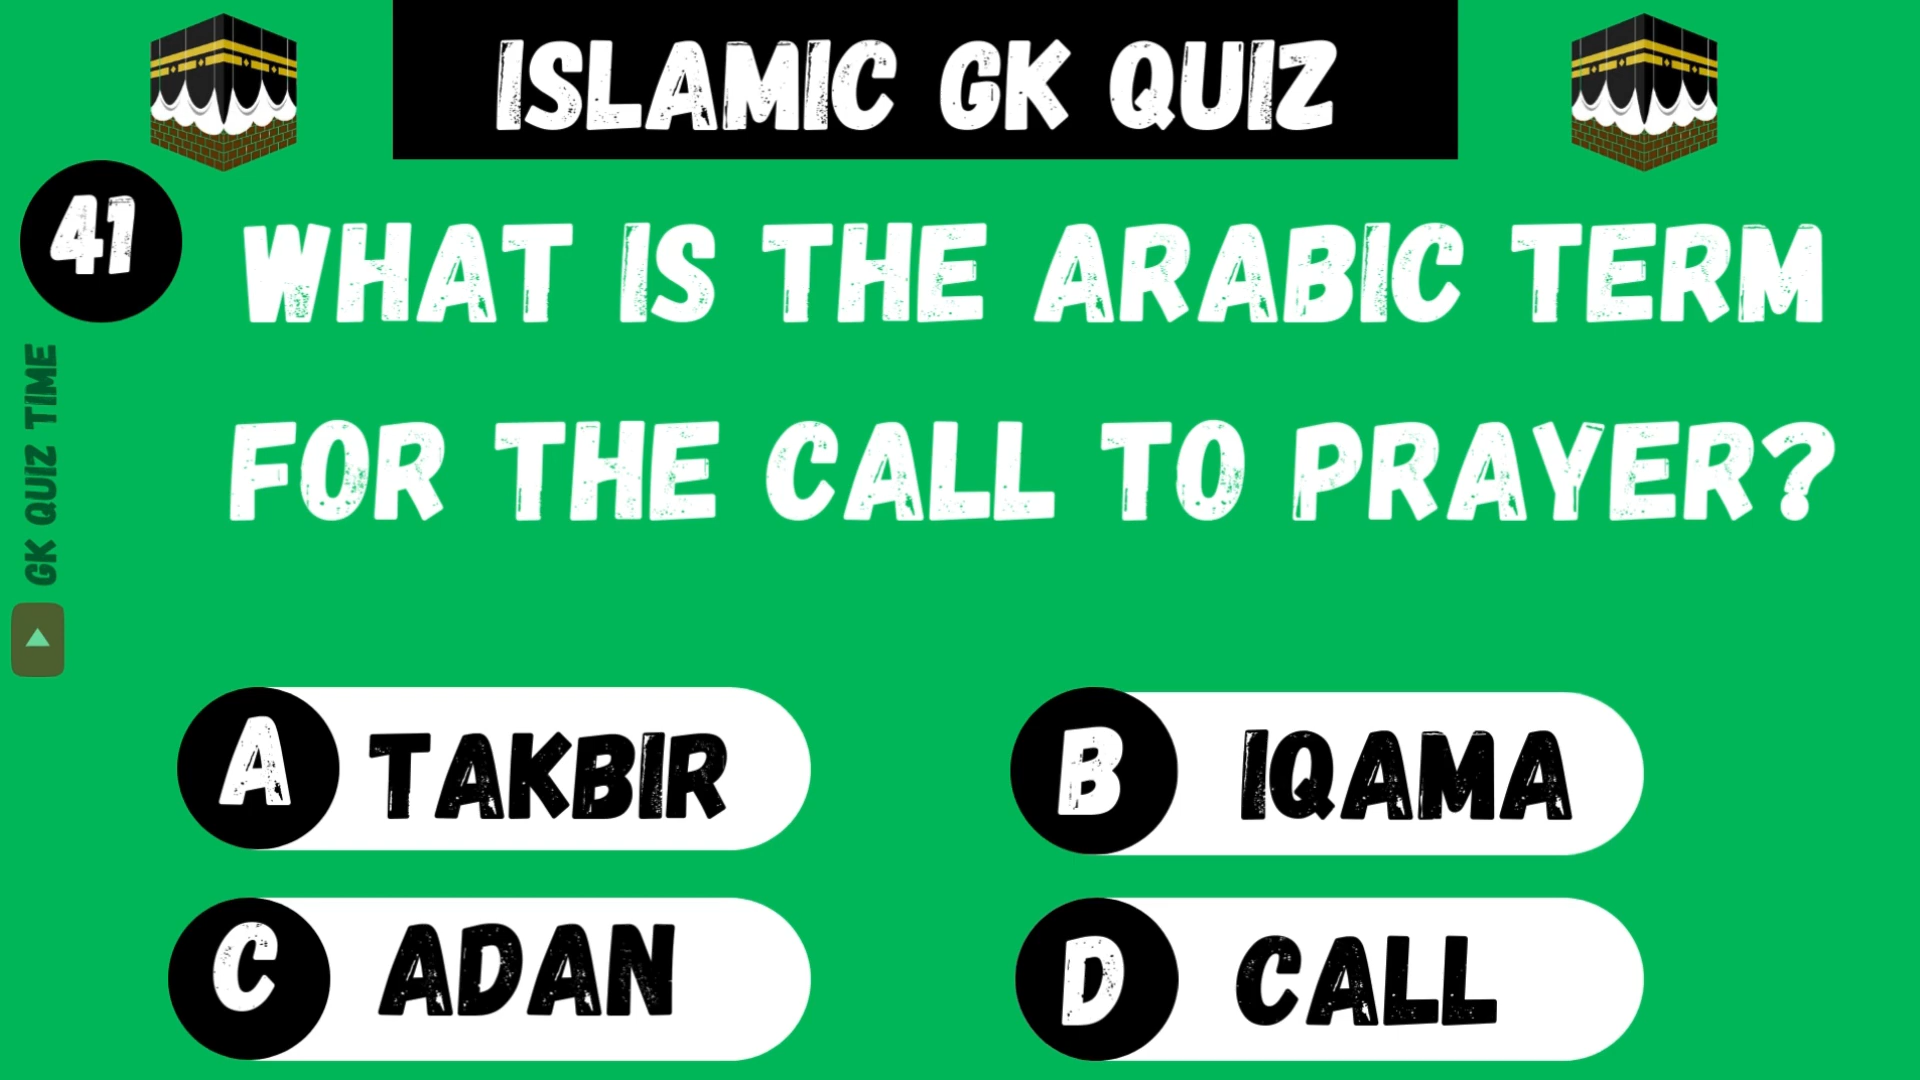 ISLAMIC GK QUIZ
41
WHAT IS THE ARABIC TERM
FOR THE CALL TO PRAYER?
GK QUIZ TIME
A TAKBIR
B IQAMA
C ADAN
D CALL